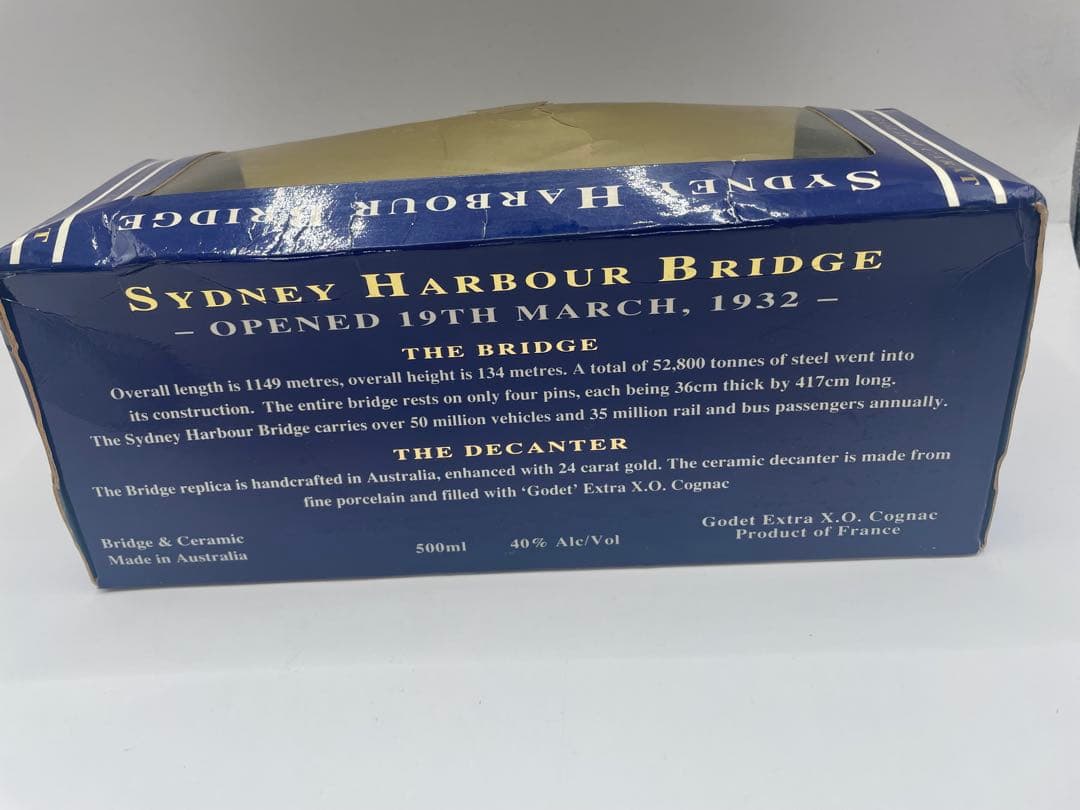 SYDNEY HARBOUR BRIDGE
SYDNEY HARBOUR BRIDGE
– OPENED 19TH MARCH, 1932 –
THE BRIDGE
Overall length is 1149 metres, overall height is 134 metres. A total of 52,800 tonnes of steel went into
its construction. The entire bridge rests on only four pins, each being 36cm thick by 417cm long.
The Sydney Harbour Bridge carries over 50 million vehicles and 35 million rail and bus passengers annually.
THE DECANTER
The Bridge replica is handcrafted in Australia, enhanced with 24 carat gold. The ceramic decanter is made from
fine porcelain and filled with ‘Godet’ Extra X.O. Cognac
Bridge & Ceramic
Made in Australia
500ml
40% Alc/Vol
Godet Extra X.O. Cognac
Product of France